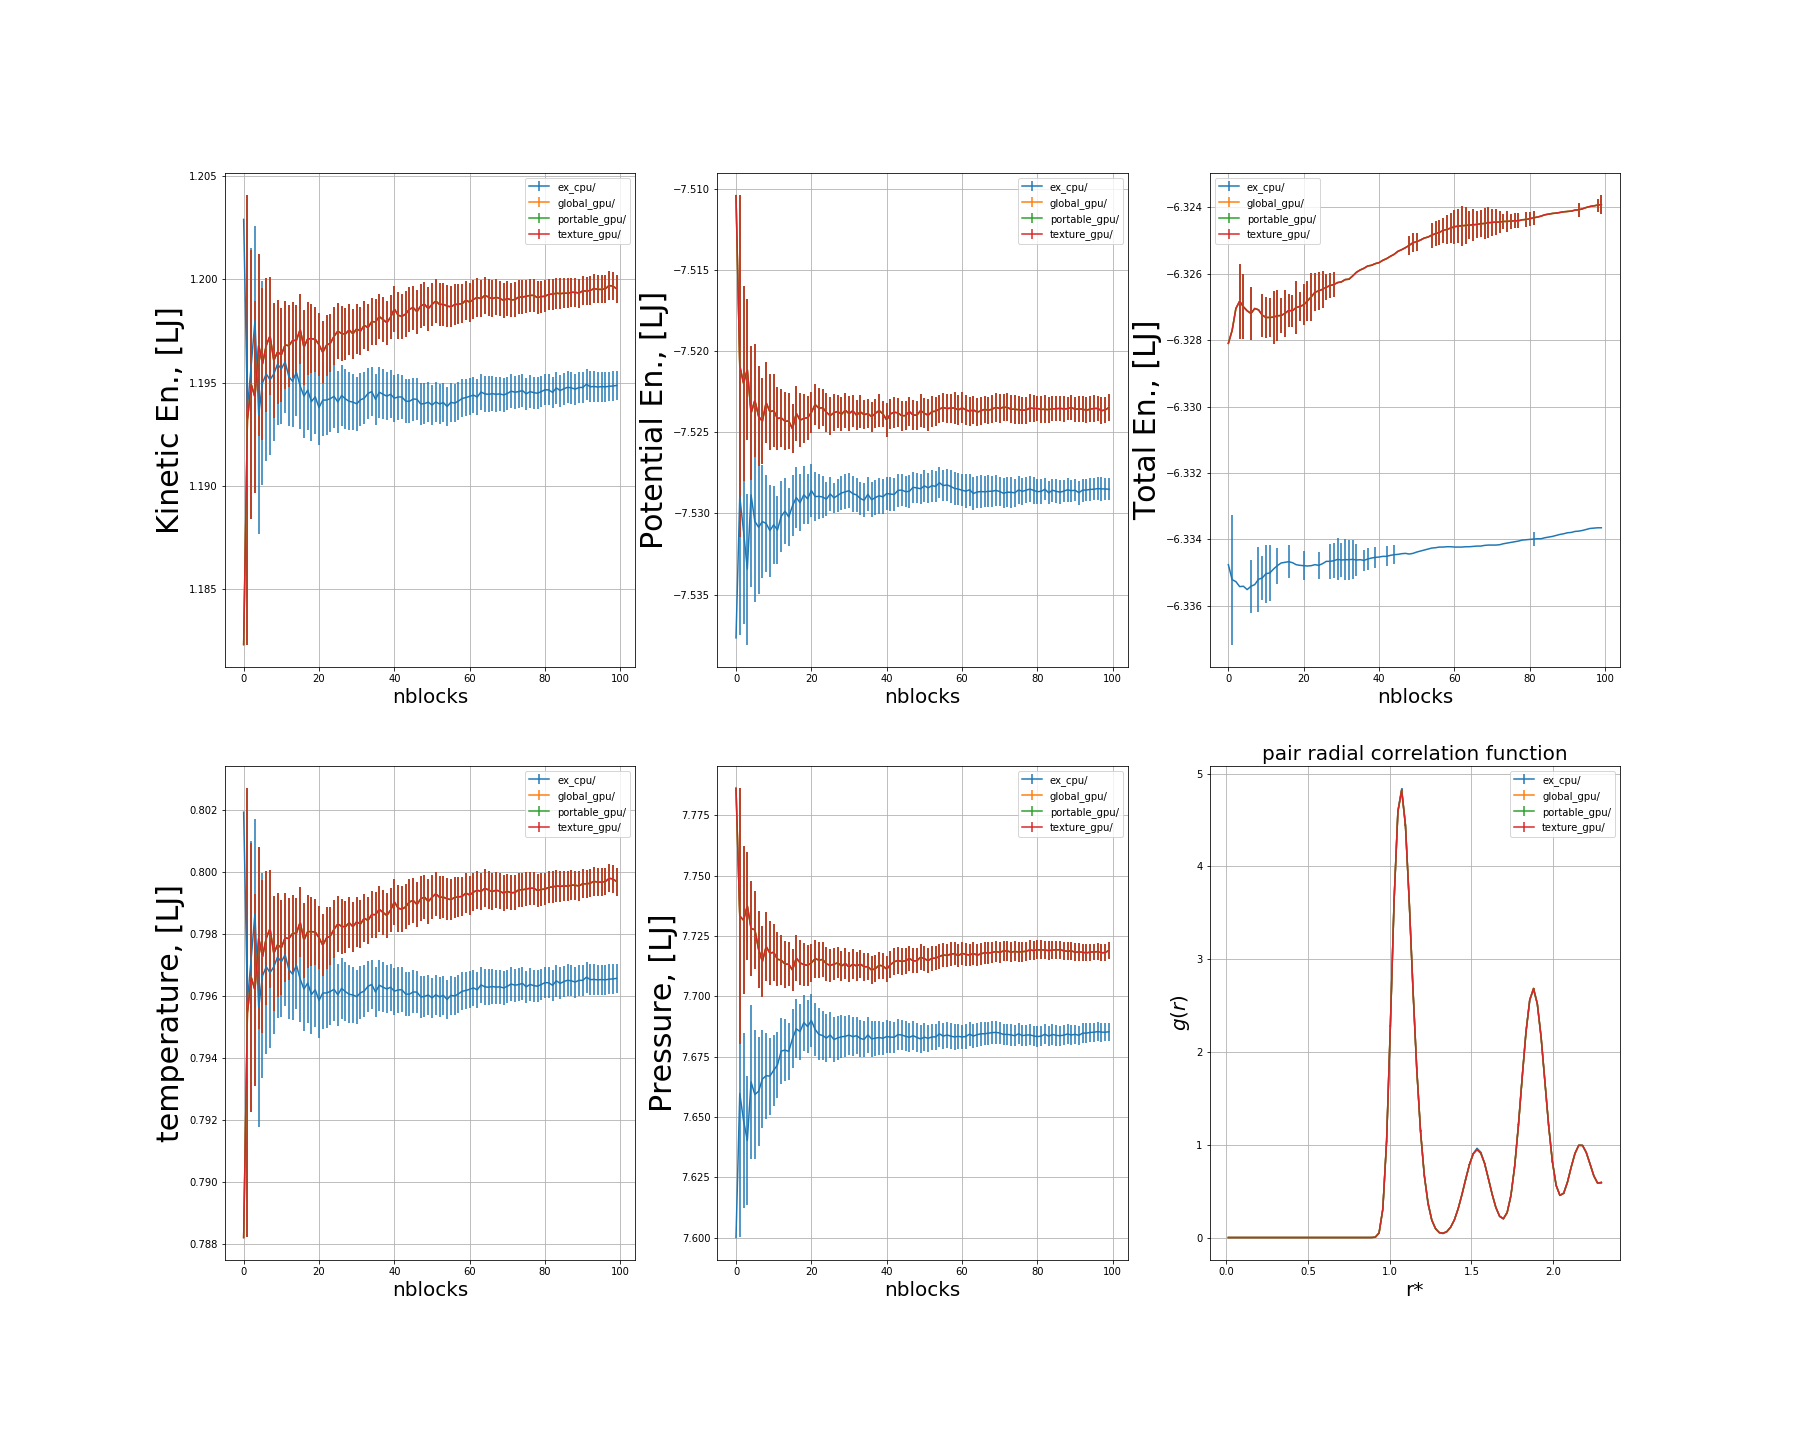 Kinetic En., [LJ]
1.205
1.200
1.195
1.190
1.185
0 20 40 60 80 100
nblocks
ex_cpu/
global_gpu/
portable_gpu/
texture_gpu/
Potential En., [LJ]
−7.510
−7.515
−7.520
−7.525
−7.530
−7.535
0 20 40 60 80 100
nblocks
ex_cpu/
global_gpu/
portable_gpu/
texture_gpu/
Total En., [LJ]
−6.324
−6.326
−6.328
−6.330
−6.332
−6.334
−6.336
0 20 40 60 80 100
nblocks
ex_cpu/
global_gpu/
portable_gpu/
texture_gpu/
temperature, [LJ]
0.802
0.800
0.798
0.796
0.794
0.792
0.790
0.788
0 20 40 60 80 100
nblocks
ex_cpu/
global_gpu/
portable_gpu/
texture_gpu/
Pressure, [LJ]
7.775
7.750
7.725
7.700
7.675
7.650
7.625
7.600
0 20 40 60 80 100
nblocks
ex_cpu/
global_gpu/
portable_gpu/
texture_gpu/
pair radial correlation function
g(r)
5
4
3
2
1
0
0.0 0.5 1.0 1.5 2.0
r*
ex_cpu/
global_gpu/
portable_gpu/
texture_gpu/